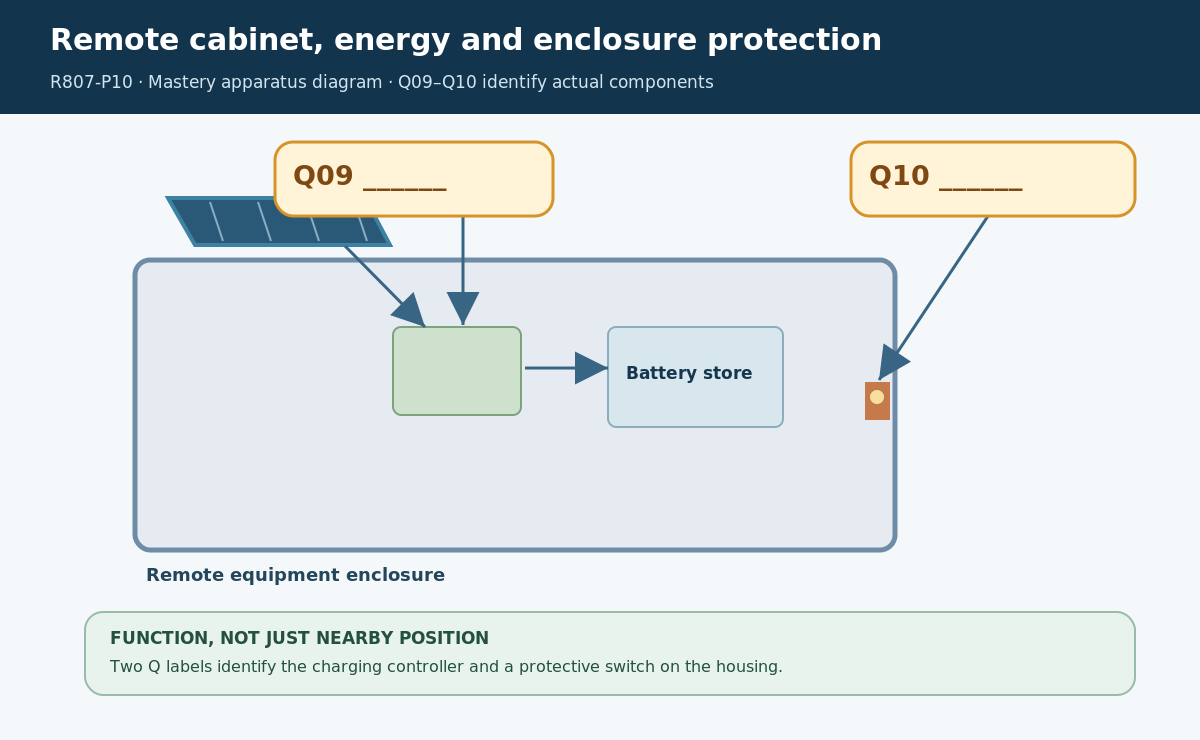 Remote cabinet, energy and enclosure protection
R807-P10 · Mastery apparatus diagram · Q09–Q10 identify actual components
Q09 ______
Q10 ______
Battery store
Remote equipment enclosure
FUNCTION, NOT JUST NEARBY POSITION
Two Q labels identify the charging controller and a protective switch on the housing.